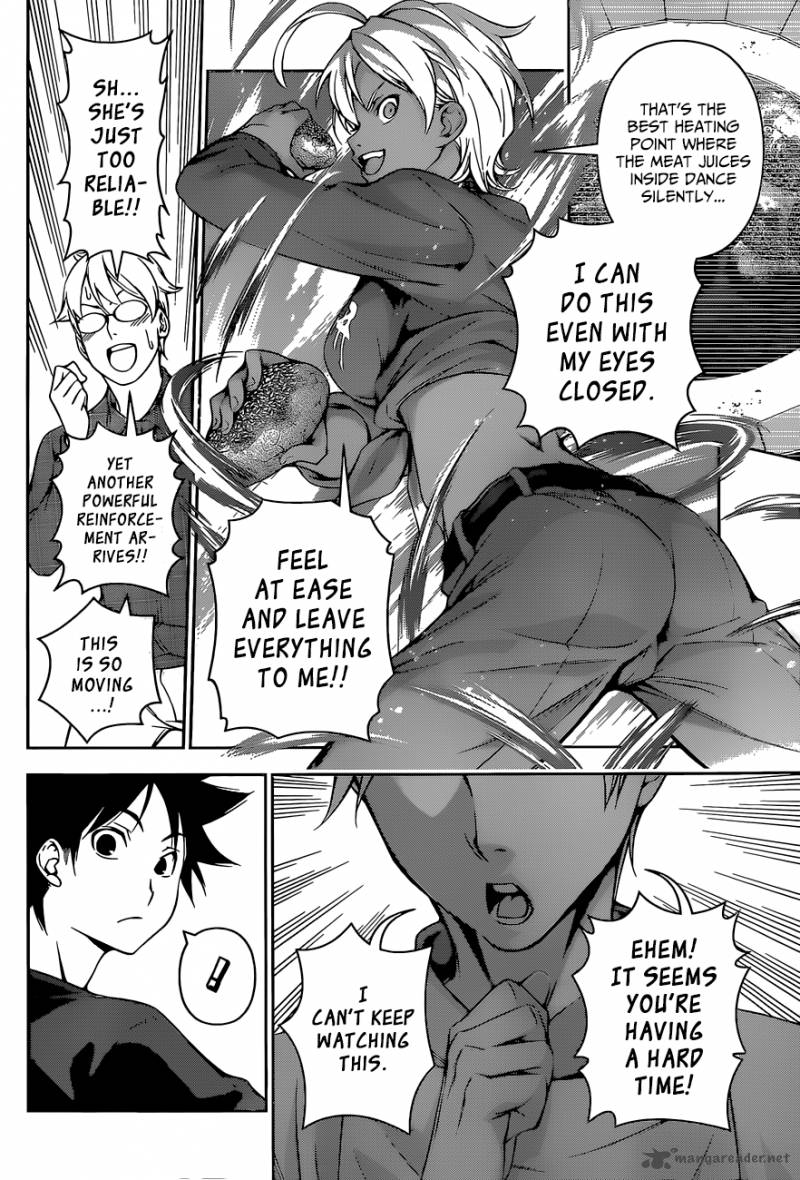 THAT'S THE
BEST HEATING
POINT WHERE
THE MEAT JUICES
INSIDE DANCE
SILENTLY...
I CAN
DO THIS
EVEN WITH
MY EYES
CLOSED.
FEEL
AT EASE
AND LEAVE
EVERYTHING
TO ME!!
SH...
SHE'S
JUST
TOO
RELIA-
BLE!!
YET
ANOTHER
POWERFUL
REINFORCE-
MENT AR-
RIVES!!
THIS
IS SO
MOVING
...!
!
EHEM!
IT SEEMS
YOU'RE
HAVING
A HARD
TIME!
I
CAN'T KEEP
WATCHING
THIS.
mangareader.net